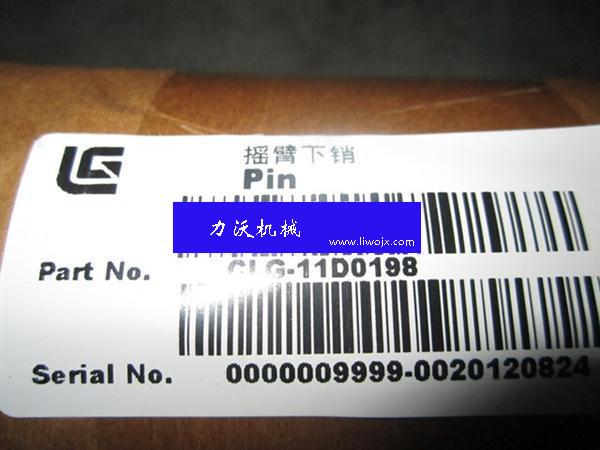 LG
摇臂下销
Pin
力沃机械
www.liwojx.com
Part No. CLG-11D0198
Serial No. 0000009999-0020120824